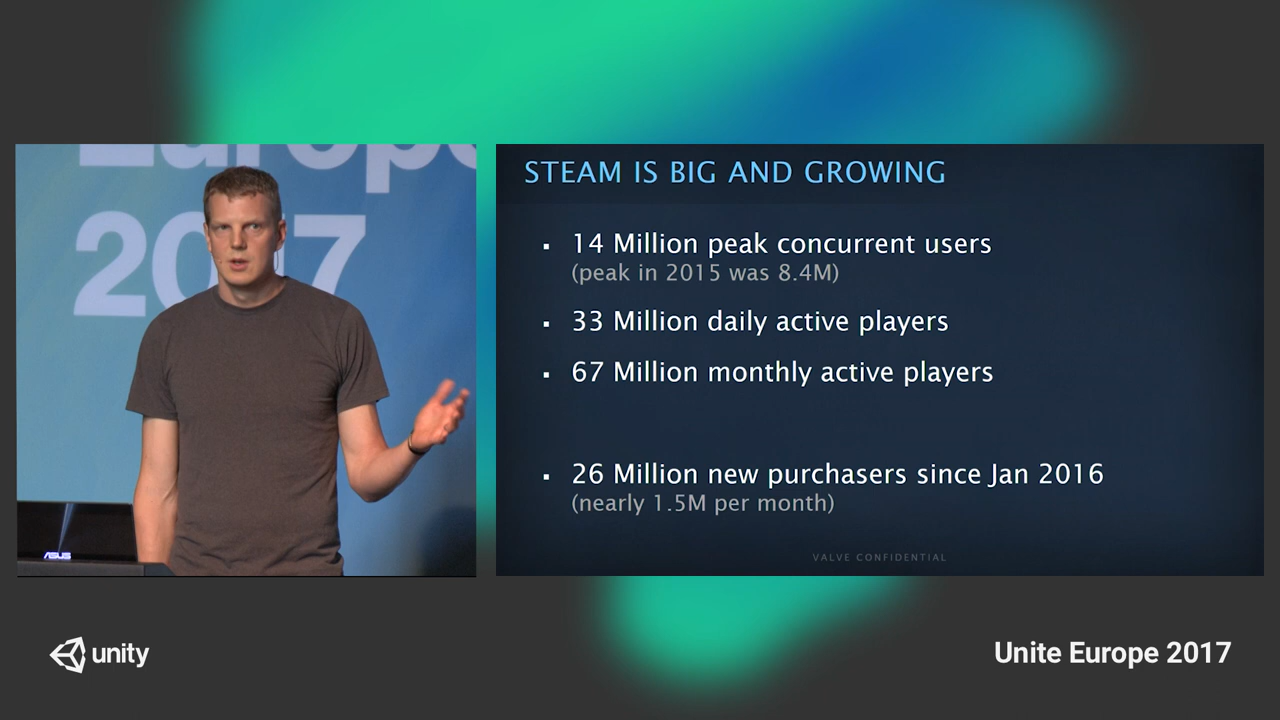 Europe
2017
ASUS
STEAM IS BIG AND GROWING
▪ 14 Million peak concurrent users
(peak in 2015 was 8.4M)
▪ 33 Million daily active players
▪ 67 Million monthly active players
▪ 26 Million new purchasers since Jan 2016
(nearly 1.5M per month)
VALVE CONFIDENTIAL
unity
Unite Europe 2017